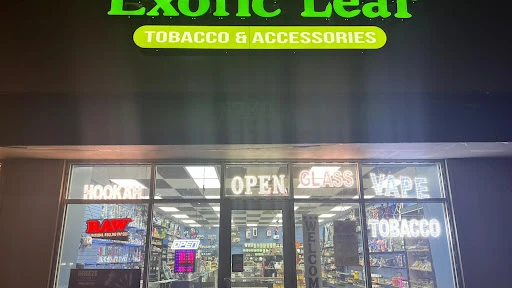 Exotic Leaf
TOBACCO & ACCESSORIES
HOOKAH
OPEN
GLASS
VAPE
RAW
TOBACCO
OPEN
WELCOME